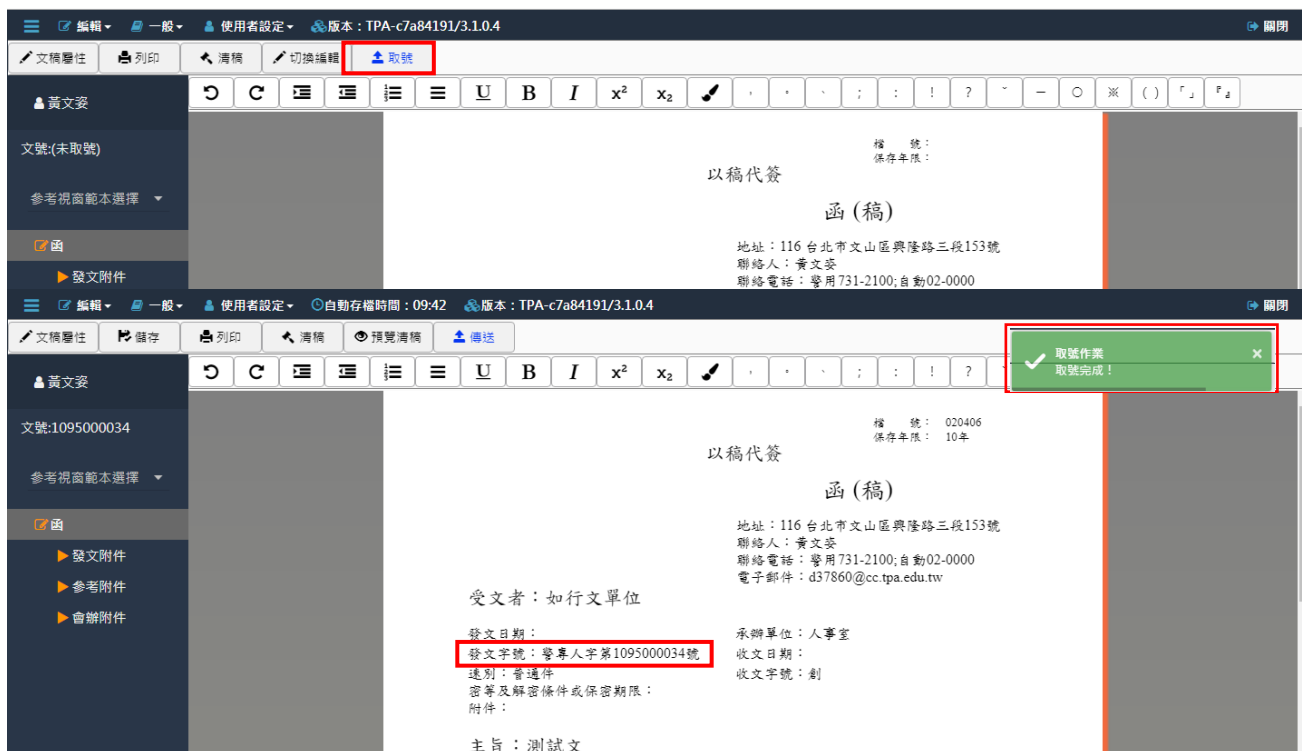 編輯 一般 使用者設定 版本：TPA-c7a84191/3.1.0.4 關閉
文稿屬性 列印 清稿 切換編輯 取號
U B I x² x₂ ， 。 、 ； ： ！ ？ ˇ － ○ ※ ( ) 「」 『』
黃文姿
文號:(未取號)
參考視窗範本選擇
函
發文附件
檔 號：
保存年限：
以稿代簽
函 (稿)
地址：116 台北市文山區興隆路三段153號
聯絡人：黃文姿
聯絡電話：警用731-2100;自動02-0000
編輯 一般 使用者設定 自動存檔時間：09:42 版本：TPA-c7a84191/3.1.0.4 關閉
文稿屬性 儲存 列印 清稿 預覽清稿 傳送
取號作業 ×
取號完成！
U B I x² x₂ ， 。 、 ； ： ！ ？
黃文姿
文號:1095000034
參考視窗範本選擇
函
發文附件
參考附件
會辦附件
檔 號： 020406
保存年限： 10年
以稿代簽
函 (稿)
地址：116 台北市文山區興隆路三段153號
聯絡人：黃文姿
聯絡電話：警用731-2100;自動02-0000
電子郵件：d37860@cc.tpa.edu.tw
受文者：如行文單位
發文日期： 承辦單位：人事室
發文字號：警專人字第1095000034號 收文日期：
速別：普通件 收文字號：創
密等及解密條件或保密期限：
附件：
主旨：測試文